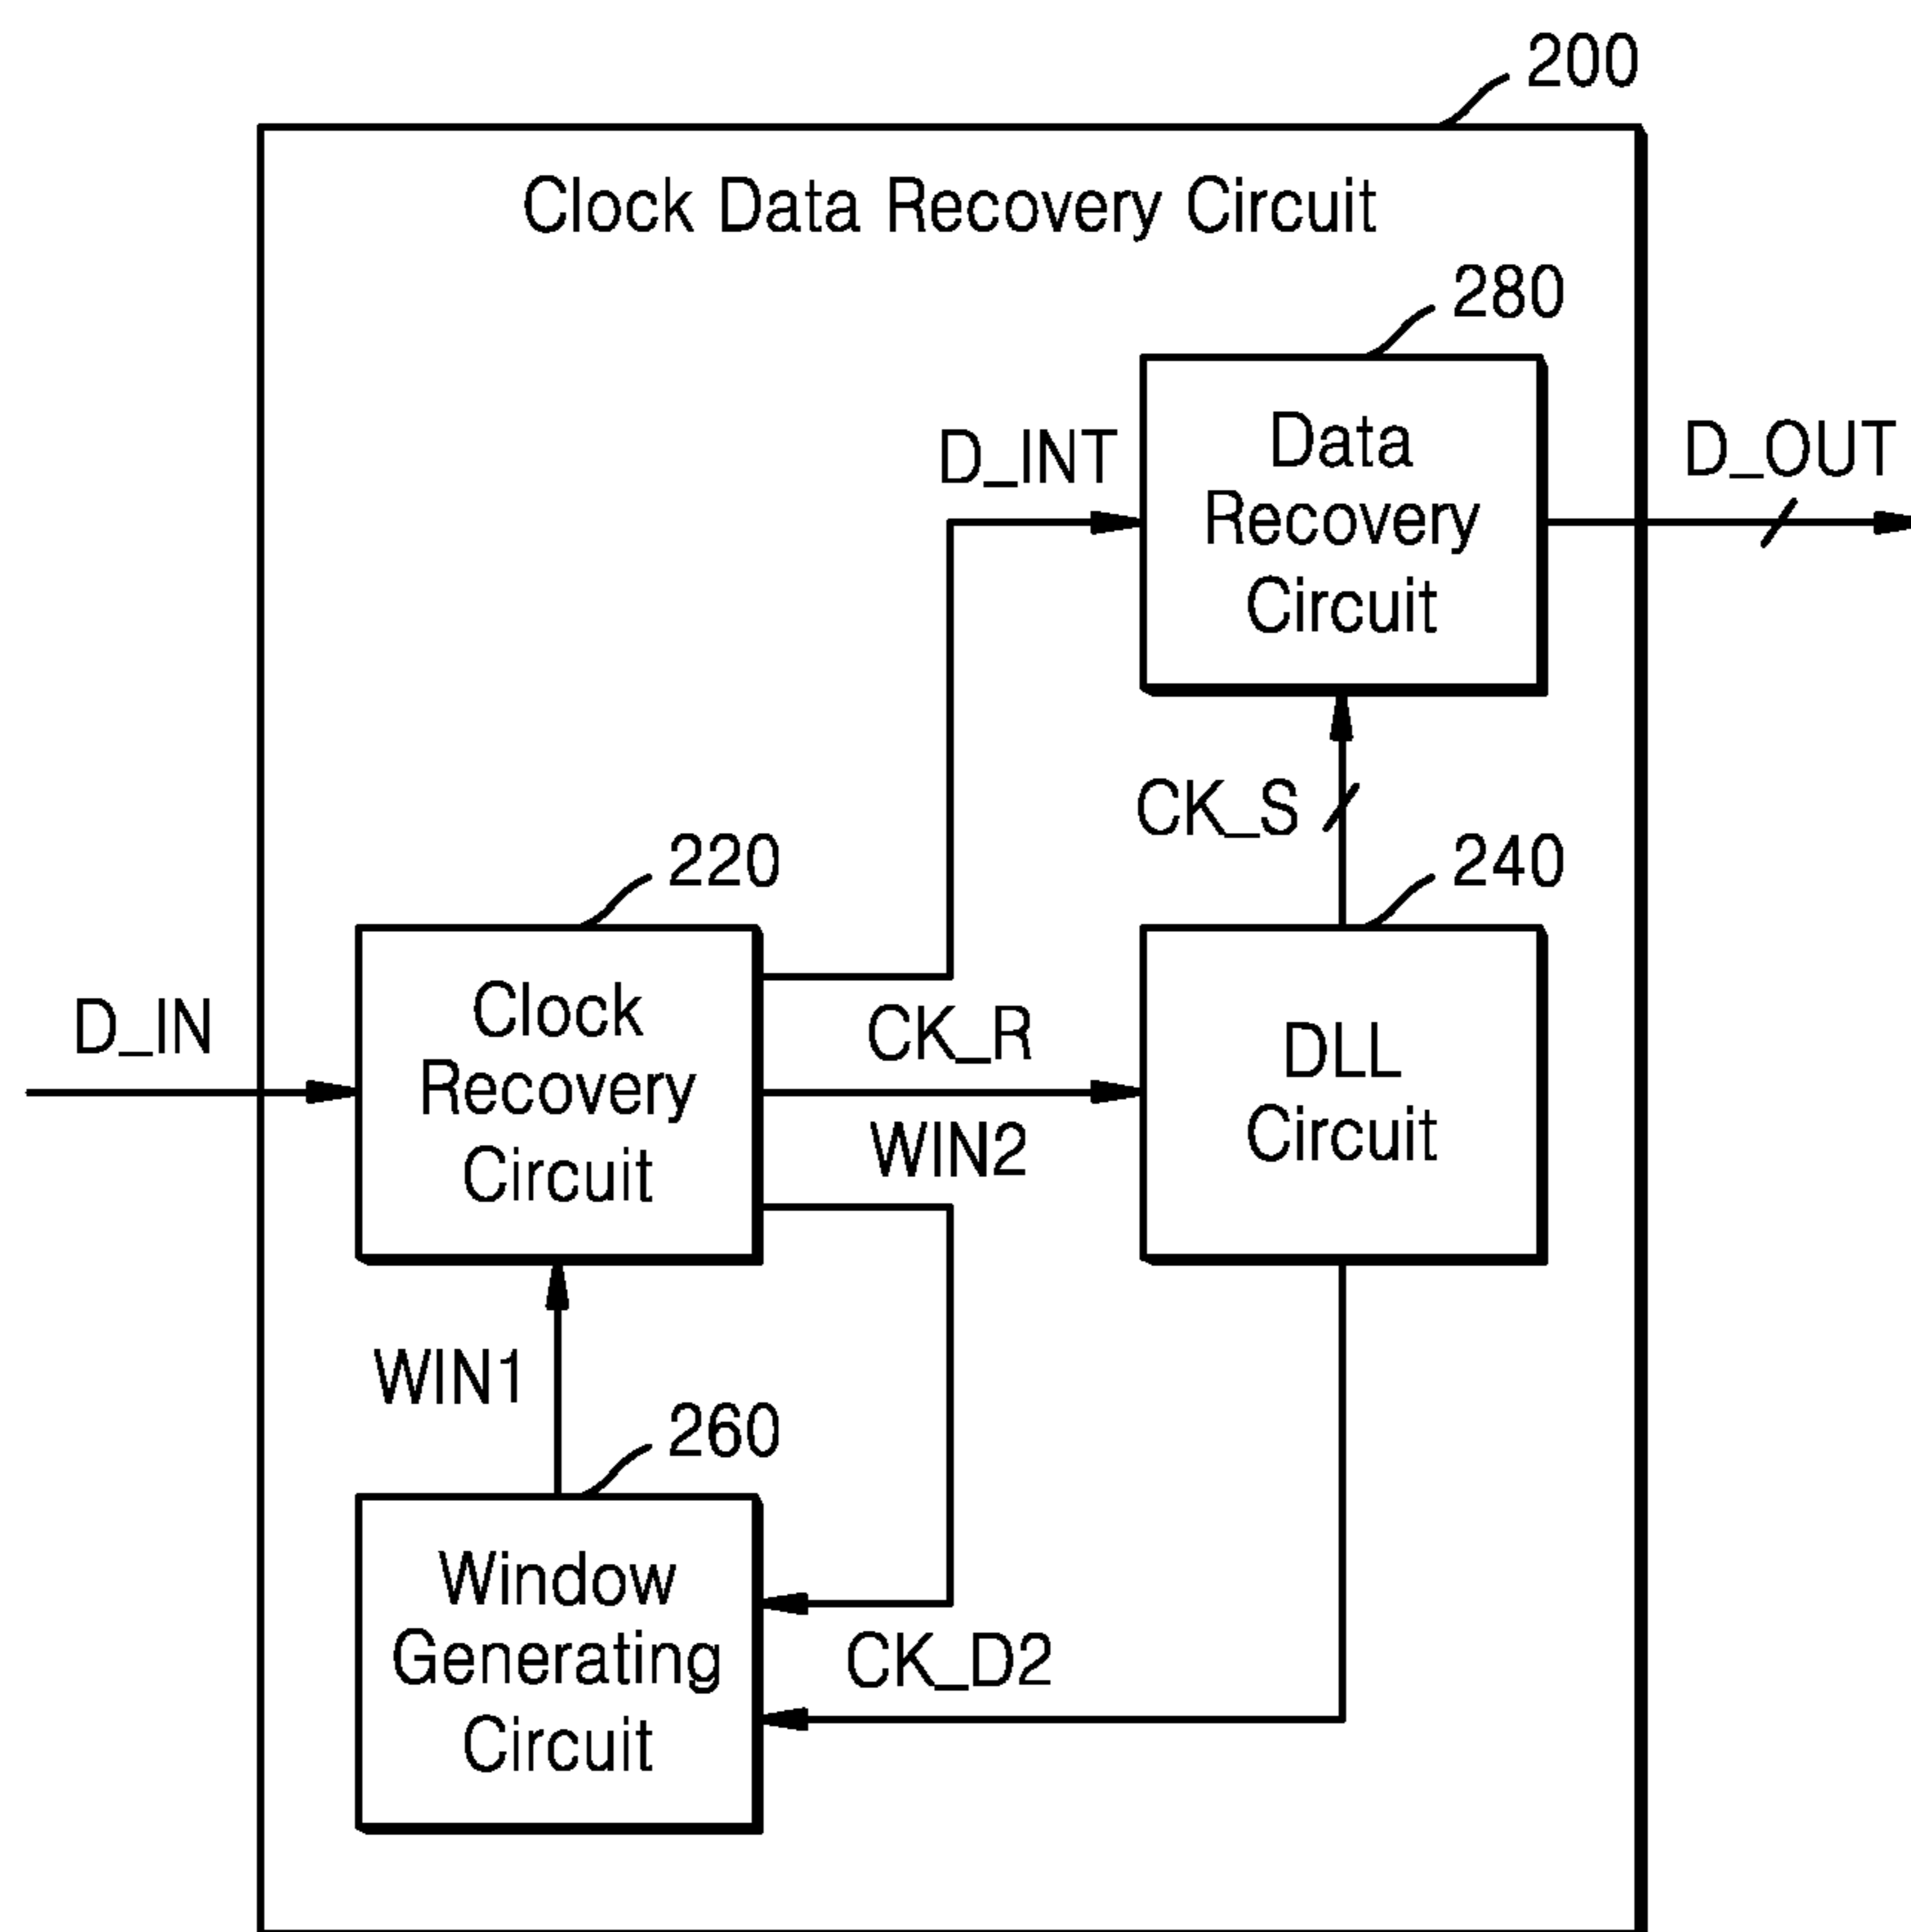 200
Clock Data Recovery Circuit
280
Data
Recovery
Circuit
D_INT
D_OUT
CK_S
220
240
Clock
Recovery
Circuit
D_IN
CK_R
DLL
Circuit
WIN2
WIN1
260
Window
Generating
Circuit
CK_D2